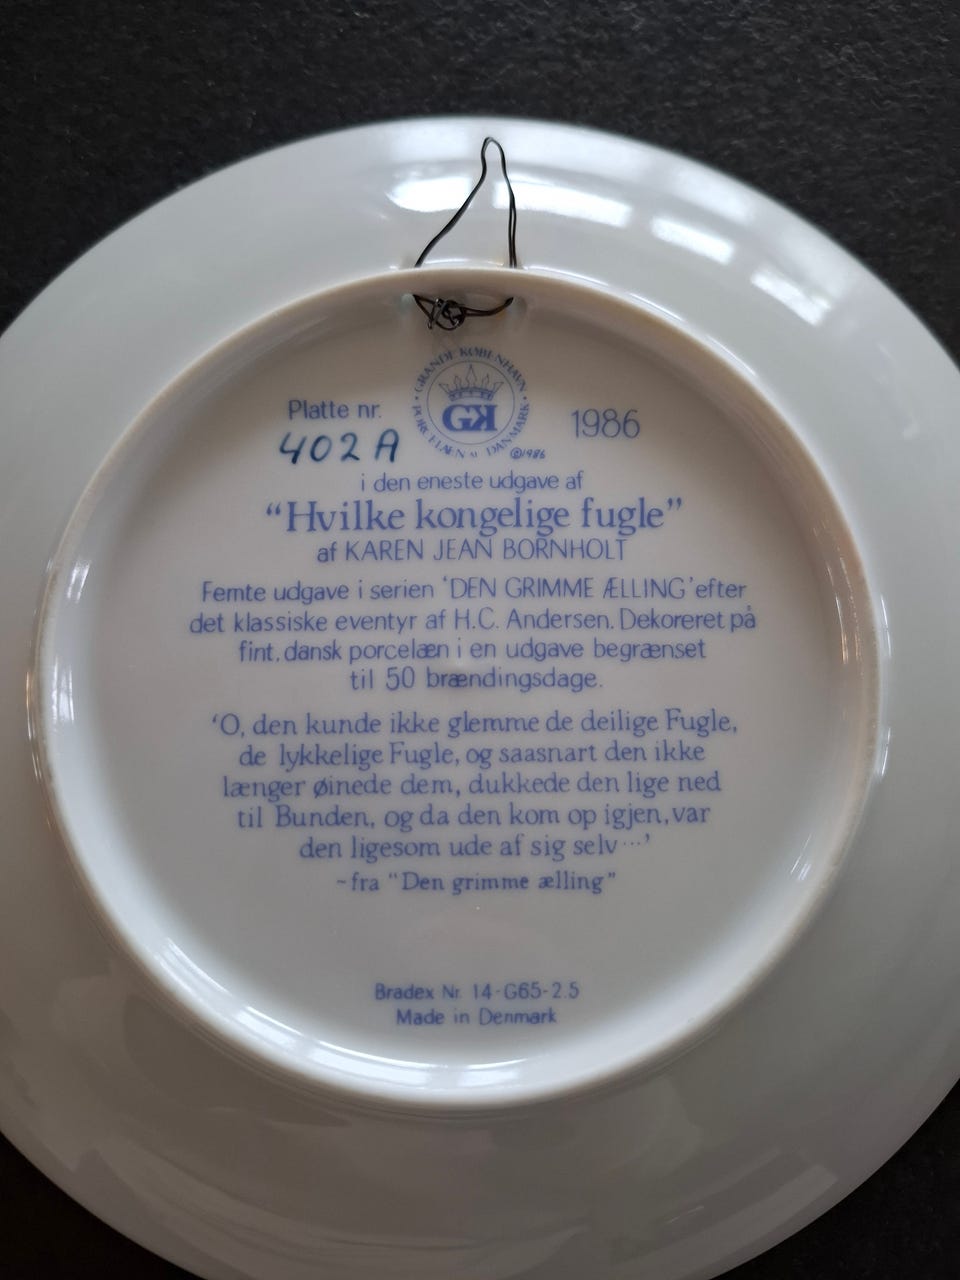 GRANDE KØBENHAVN
PORCELÆN AF DANMARK
GK
©1986
Platte nr.
402A
1986
i den eneste udgave af
“Hvilke kongelige fugle”
af KAREN JEAN BORNHOLT
Femte udgave i serien ‘DEN GRIMME ÆLLING’ efter
det klassiske eventyr af H.C. Andersen. Dekoreret på
fint, dansk porcelæn i en udgave begrænset
til 50 brændingsdage.
‘O, den kunde ikke glemme de deilige Fugle,
de lykkelige Fugle, og saasnart den ikke
længer øinede dem, dukkede den lige ned
til Bunden, og da den kom op igjen, var
den ligesom ude af sig selv ...’
~fra “Den grimme ælling”
Bradex Nr. 14-G65-2.5
Made in Denmark